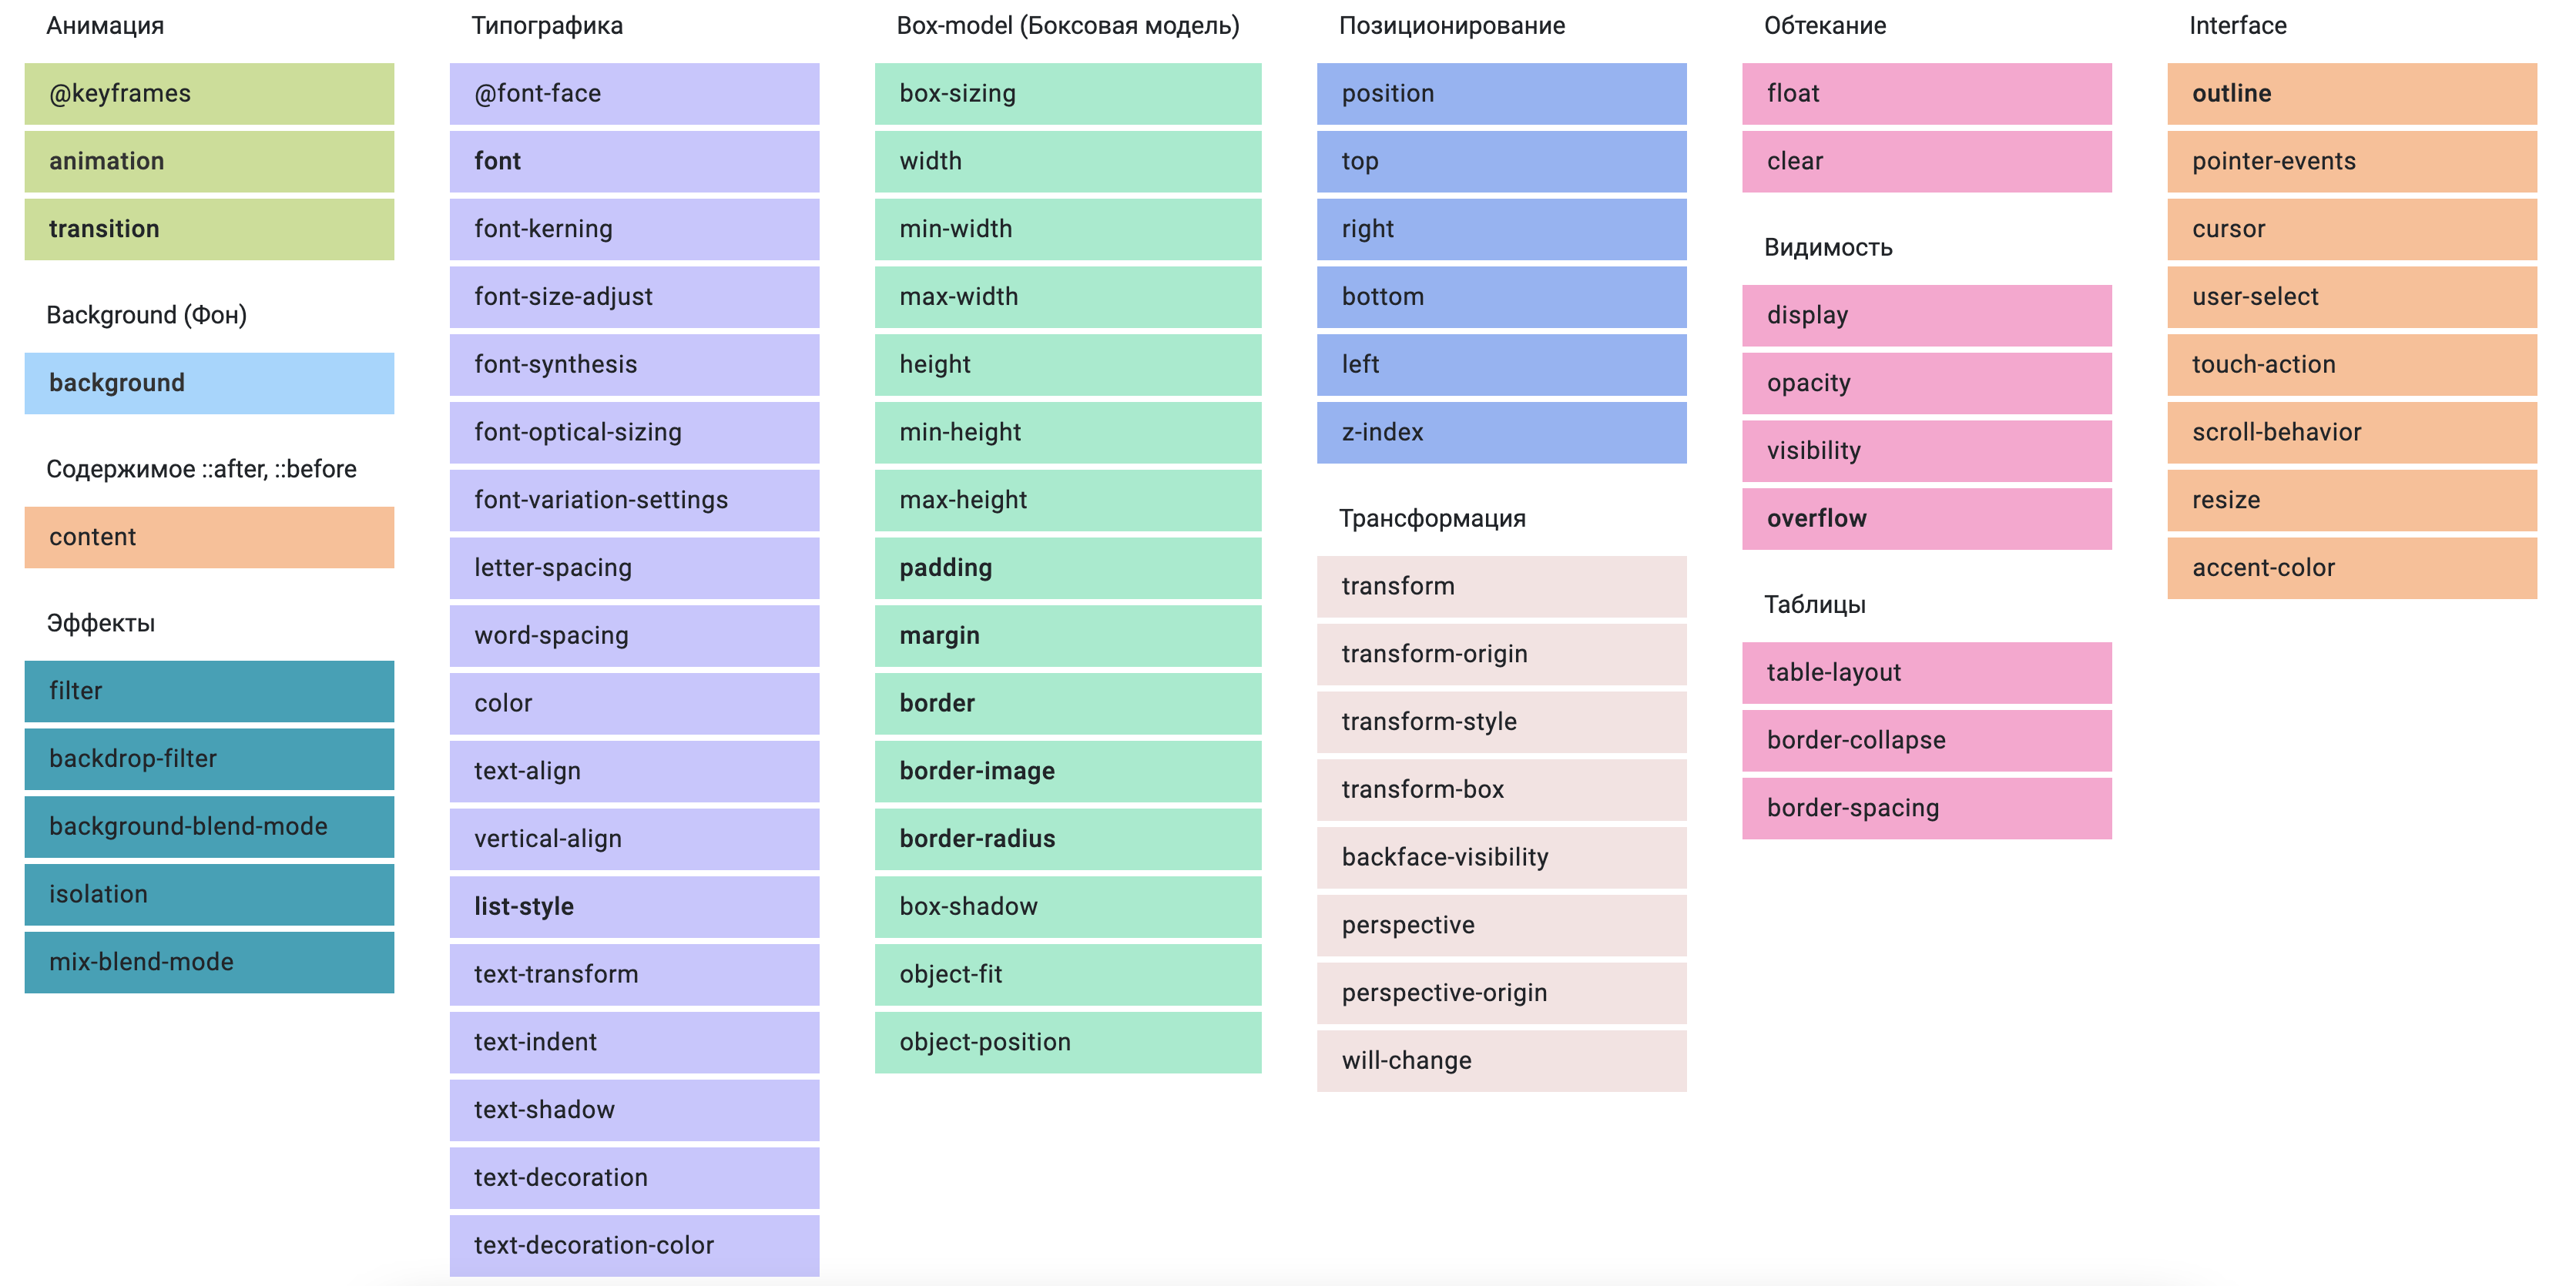 Анимация
@keyframes
animation
transition
Background (Фон)
background
Содержимое ::after, ::before
content
Эффекты
filter
backdrop-filter
background-blend-mode
isolation
mix-blend-mode
Типографика
@font-face
font
font-kerning
font-size-adjust
font-synthesis
font-optical-sizing
font-variation-settings
letter-spacing
word-spacing
color
text-align
vertical-align
list-style
text-transform
text-indent
text-shadow
text-decoration
text-decoration-color
Box-model (Боксовая модель)
box-sizing
width
min-width
max-width
height
min-height
max-height
padding
margin
border
border-image
border-radius
box-shadow
object-fit
object-position
Позиционирование
position
top
right
bottom
left
z-index
Трансформация
transform
transform-origin
transform-style
transform-box
backface-visibility
perspective
perspective-origin
will-change
Обтекание
float
clear
Видимость
display
opacity
visibility
overflow
Таблицы
table-layout
border-collapse
border-spacing
Interface
outline
pointer-events
cursor
user-select
touch-action
scroll-behavior
resize
accent-color